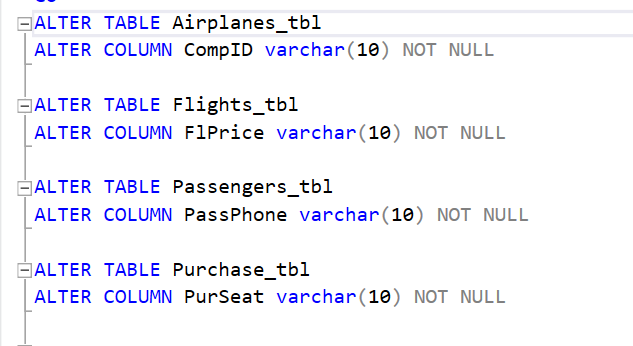 ALTER TABLE Airplanes_tbl
ALTER COLUMN CompID varchar(10) NOT NULL
ALTER TABLE Flights_tbl
ALTER COLUMN FlPrice varchar(10) NOT NULL
ALTER TABLE Passengers_tbl
ALTER COLUMN PassPhone varchar(10) NOT NULL
ALTER TABLE Purchase_tbl
ALTER COLUMN PurSeat varchar(10) NOT NULL